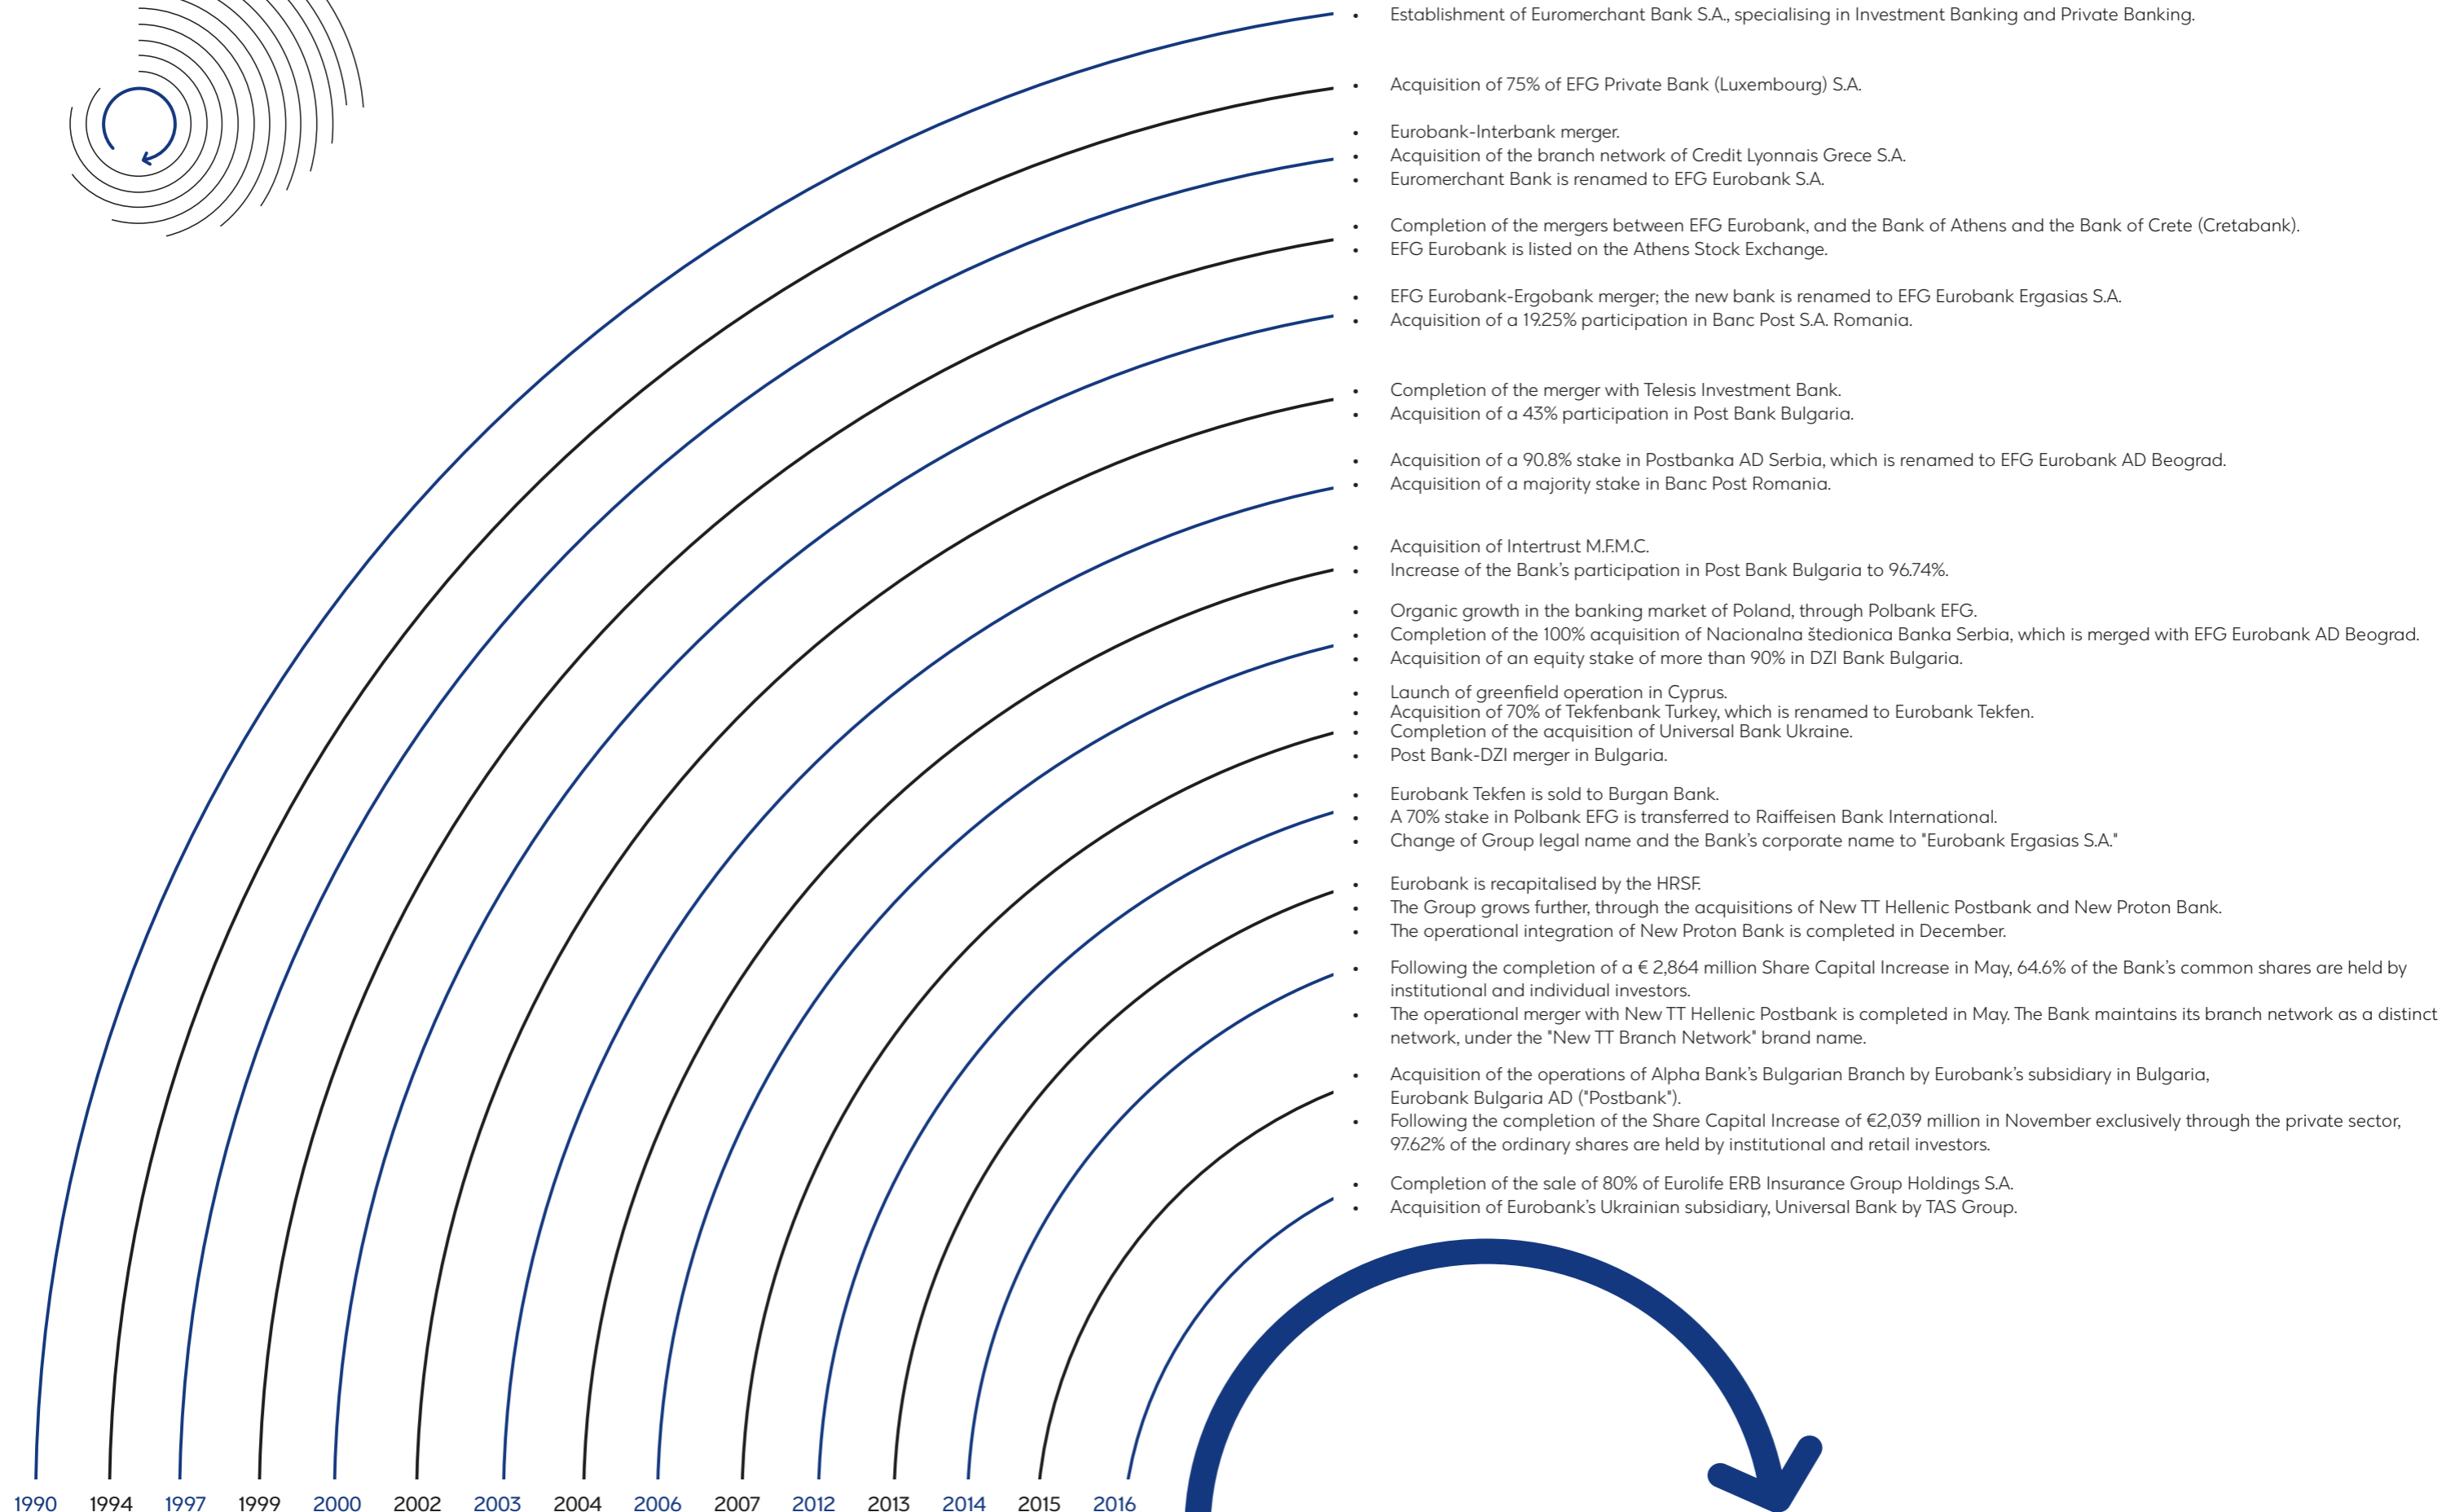 • Establishment of Euromerchant Bank S.A., specialising in Investment Banking and Private Banking.
• Acquisition of 75% of EFG Private Bank (Luxembourg) S.A.
• Eurobank-Interbank merger.
• Acquisition of the branch network of Credit Lyonnais Grece S.A.
• Euromerchant Bank is renamed to EFG Eurobank S.A.
• Completion of the mergers between EFG Eurobank, and the Bank of Athens and the Bank of Crete (Cretabank).
• EFG Eurobank is listed on the Athens Stock Exchange.
• EFG Eurobank-Ergobank merger; the new bank is renamed to EFG Eurobank Ergasias S.A.
• Acquisition of a 19.25% participation in Banc Post S.A. Romania.
• Completion of the merger with Telesis Investment Bank.
• Acquisition of a 43% participation in Post Bank Bulgaria.
• Acquisition of a 90.8% stake in Postbanka AD Serbia, which is renamed to EFG Eurobank AD Beograd.
• Acquisition of a majority stake in Banc Post Romania.
• Acquisition of Intertrust M.F.M.C.
• Increase of the Bank's participation in Post Bank Bulgaria to 96.74%.
• Organic growth in the banking market of Poland, through Polbank EFG.
• Completion of the 100% acquisition of Nacionalna štedionica Banka Serbia, which is merged with EFG Eurobank AD Beograd.
• Acquisition of an equity stake of more than 90% in DZI Bank Bulgaria.
• Launch of greenfield operation in Cyprus.
• Acquisition of 70% of Tekfenbank Turkey, which is renamed to Eurobank Tekfen.
• Completion of the acquisition of Universal Bank Ukraine.
• Post Bank-DZI merger in Bulgaria.
• Eurobank Tekfen is sold to Burgan Bank.
• A 70% stake in Polbank EFG is transferred to Raiffeisen Bank International.
• Change of Group legal name and the Bank's corporate name to "Eurobank Ergasias S.A."
• Eurobank is recapitalised by the HRSF.
• The Group grows further, through the acquisitions of New TT Hellenic Postbank and New Proton Bank.
• The operational integration of New Proton Bank is completed in December.
• Following the completion of a € 2,864 million Share Capital Increase in May, 64.6% of the Bank's common shares are held by
institutional and individual investors.
• The operational merger with New TT Hellenic Postbank is completed in May. The Bank maintains its branch network as a distinct
network, under the "New TT Branch Network" brand name.
• Acquisition of the operations of Alpha Bank's Bulgarian Branch by Eurobank's subsidiary in Bulgaria,
Eurobank Bulgaria AD ("Postbank").
• Following the completion of the Share Capital Increase of €2,039 million in November exclusively through the private sector,
97.62% of the ordinary shares are held by institutional and retail investors.
• Completion of the sale of 80% of Eurolife ERB Insurance Group Holdings S.A.
• Acquisition of Eurobank's Ukrainian subsidiary, Universal Bank by TAS Group.
1990 1994 1997 1999 2000 2002 2003 2004 2006 2007 2012 2013 2014 2015 2016